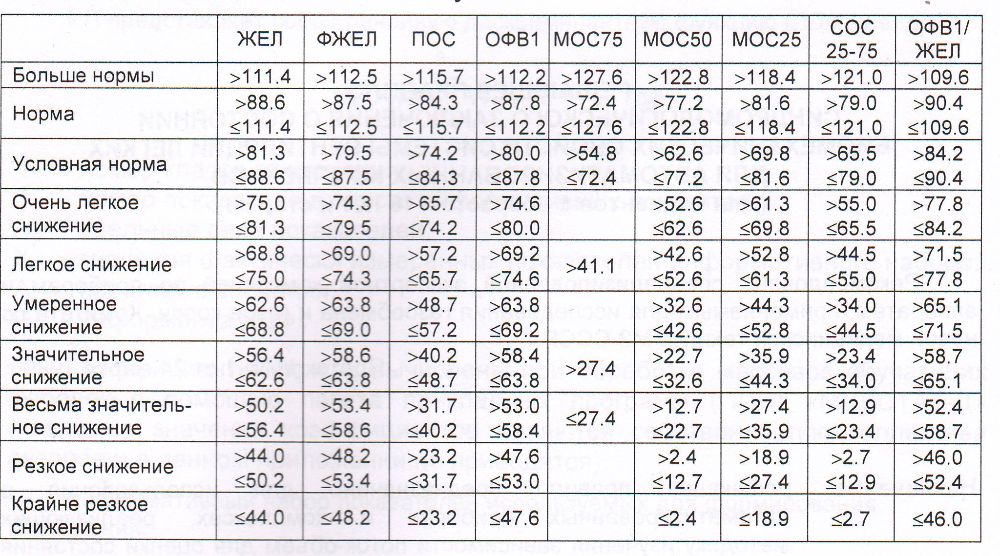 ЖЕЛ ФЖЕЛ ПОС ОФВ1 МОС75 МОС50 МОС25 СОС 25-75 ОФВ1/ЖЕЛ
Больше нормы >111.4 >112.5 >115.7 >112.2 >127.6 >122.8 >118.4 >121.0 >109.6
Норма >88.6 >87.5 >84.3 >87.8 >72.4 >77.2 >81.6 >79.0 >90.4
≤111.4 ≤112.5 ≤115.7 ≤112.2 ≤127.6 ≤122.8 ≤118.4 ≤121.0 ≤109.6
Условная норма >81.3 >79.5 >74.2 >80.0 >54.8 >62.6 >69.8 >65.5 >84.2
≤88.6 ≤87.5 ≤84.3 ≤87.8 ≤72.4 ≤77.2 ≤81.6 ≤79.0 ≤90.4
Очень легкое >75.0 >74.3 >65.7 >74.6 >52.6 >61.3 >55.0 >77.8
снижение ≤81.3 ≤79.5 ≤74.2 ≤80.0 ≤62.6 ≤69.8 ≤65.5 ≤84.2
Легкое снижение >68.8 >69.0 >57.2 >69.2 >41.1 >42.6 >52.8 >44.5 >71.5
≤75.0 ≤74.3 ≤65.7 ≤74.6 ≤52.6 ≤61.3 ≤55.0 ≤77.8
Умеренное >62.6 >63.8 >48.7 >63.8 >32.6 >44.3 >34.0 >65.1
снижение ≤68.8 ≤69.0 ≤57.2 ≤69.2 ≤42.6 ≤52.8 ≤44.5 ≤71.5
Значительное >56.4 >58.6 >40.2 >58.4 >27.4 >22.7 >35.9 >23.4 >58.7
снижение ≤62.6 ≤63.8 ≤48.7 ≤63.8 ≤32.6 ≤44.3 ≤34.0 ≤65.1
Весьма значитель- >50.2 >53.4 >31.7 >53.0 ≤27.4 >12.7 >27.4 >12.9 >52.4
ное снижение ≤56.4 ≤58.6 ≤40.2 ≤58.4 ≤22.7 ≤35.9 ≤23.4 ≤58.7
Резкое снижение >44.0 >48.2 >23.2 >47.6 >2.4 >18.9 >2.7 >46.0
≤50.2 ≤53.4 ≤31.7 ≤53.0 ≤12.7 ≤27.4 ≤12.9 ≤52.4
Крайне резкое
снижение ≤44.0 ≤48.2 ≤23.2 ≤47.6 ≤2.4 ≤18.9 ≤2.7 ≤46.0